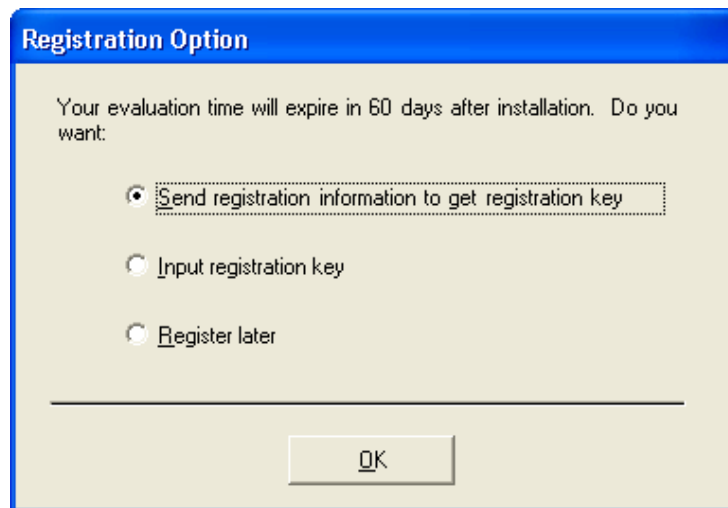 Registration Option
Your evaluation time will expire in 60 days after installation.  Do you
want:
Send registration information to get registration key
Input registration key
Register later
OK